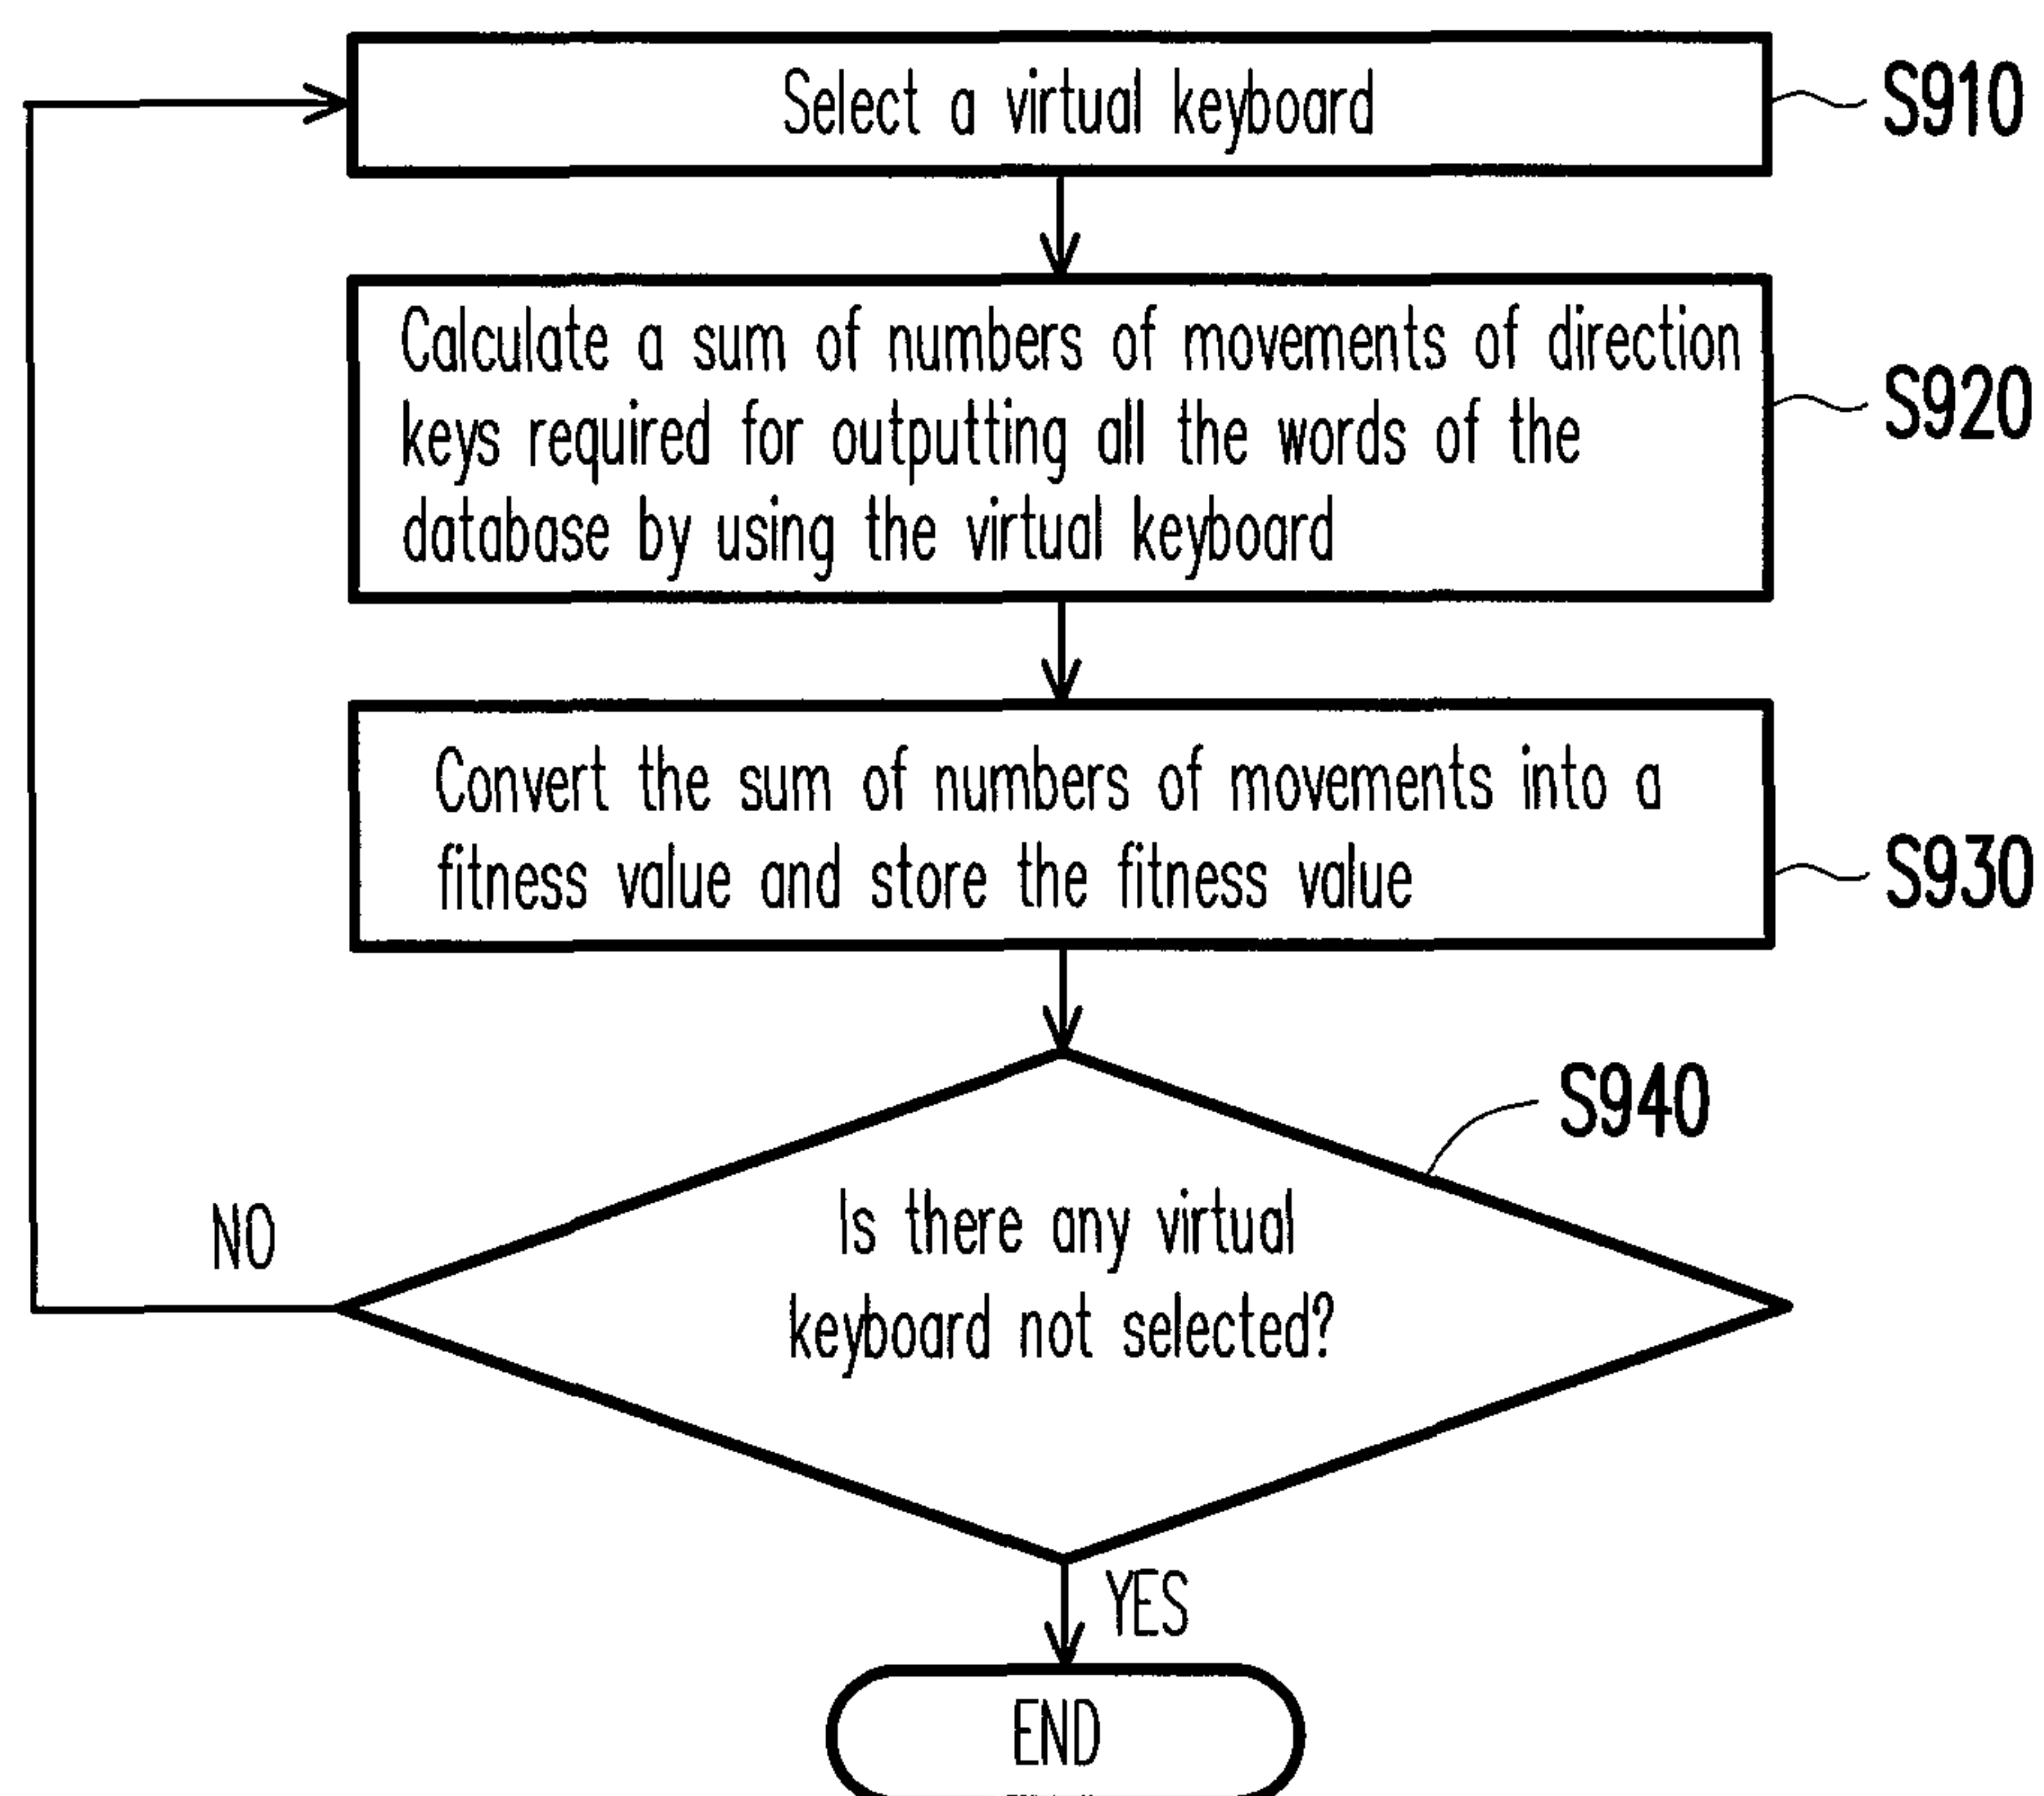 Select a virtual keyboard
S910
Calculate a sum of numbers of movements of direction
keys required for outputting all the words of the
database by using the virtual keyboard
S920
Convert the sum of numbers of movements into a
fitness value and store the fitness value
S930
S940
Is there any virtual
keyboard not selected?
NO
YES
END